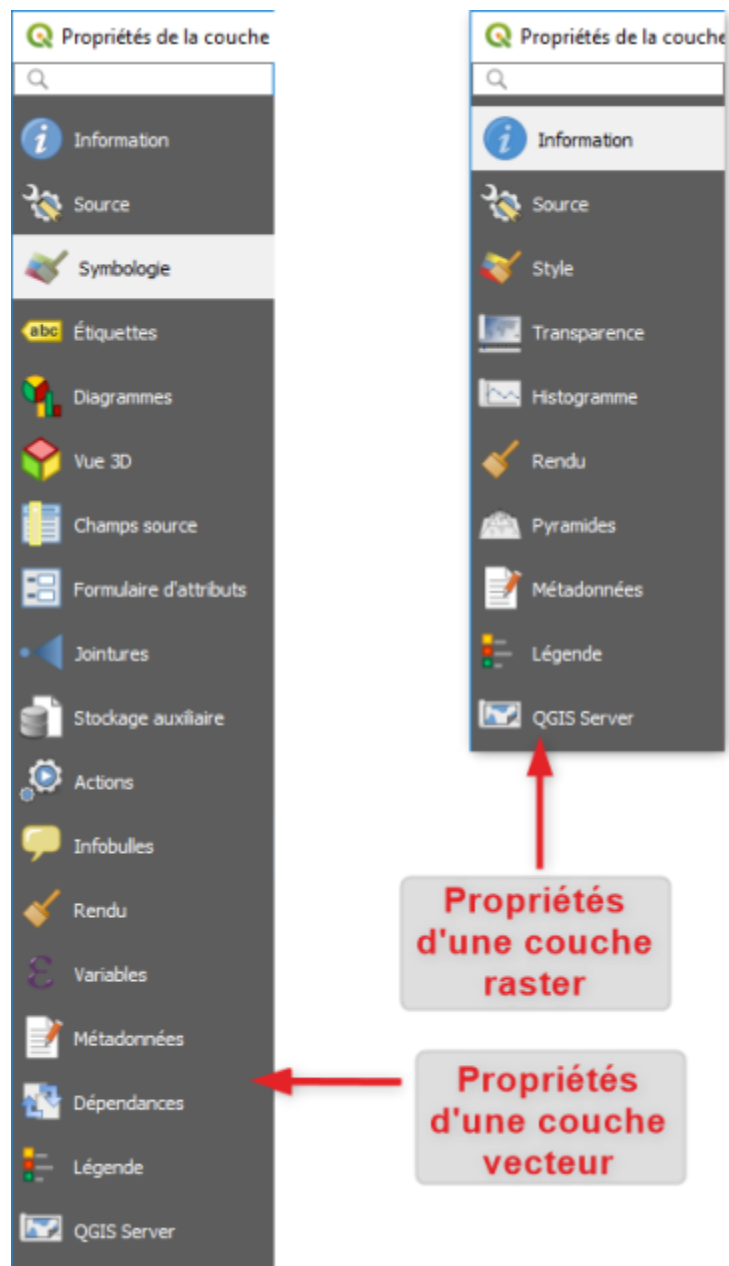 Propriétés de la couche
Information
Source
Symbologie
abc Étiquettes
Diagrammes
Vue 3D
Champs source
Formulaire d'attributs
Jointures
Stockage auxiliaire
Actions
Infobulles
Rendu
Variables
Métadonnées
Dépendances
Légende
QGIS Server
Propriétés de la couche
Information
Source
Style
Transparence
Histogramme
Rendu
Pyramides
Métadonnées
Légende
QGIS Server
Propriétés
d'une couche
raster
Propriétés
d'une couche
vecteur